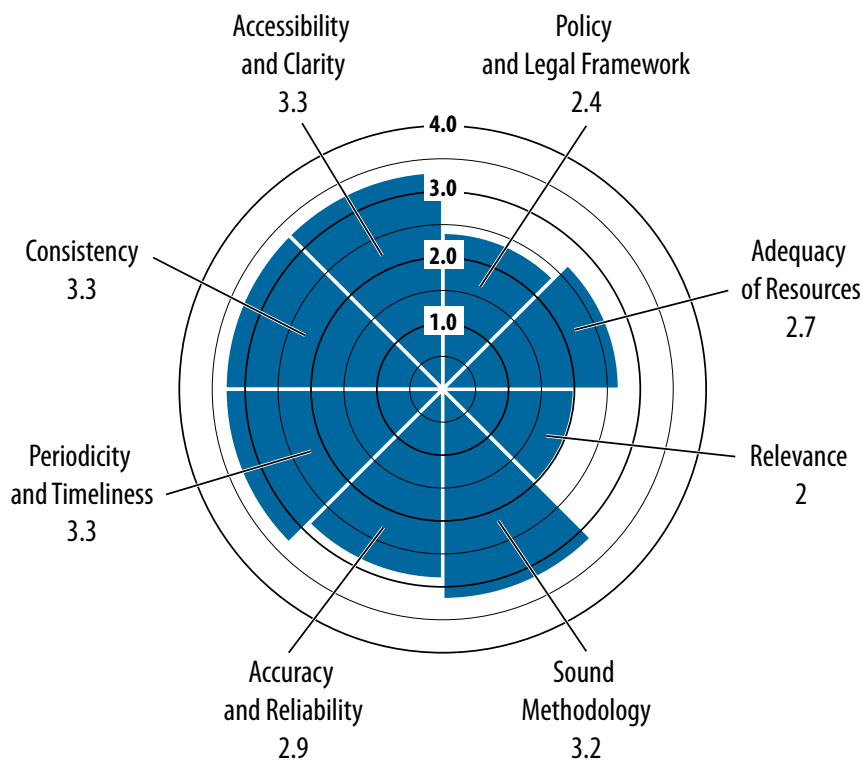 Accessibility
and Clarity
3.3
Policy
and Legal Framework
2.4
4.0
3.0
2.0
1.0
Consistency
3.3
Adequacy
of Resources
2.7
Periodicity
and Timeliness
3.3
Relevance
2
Accuracy
and Reliability
2.9
Sound
Methodology
3.2